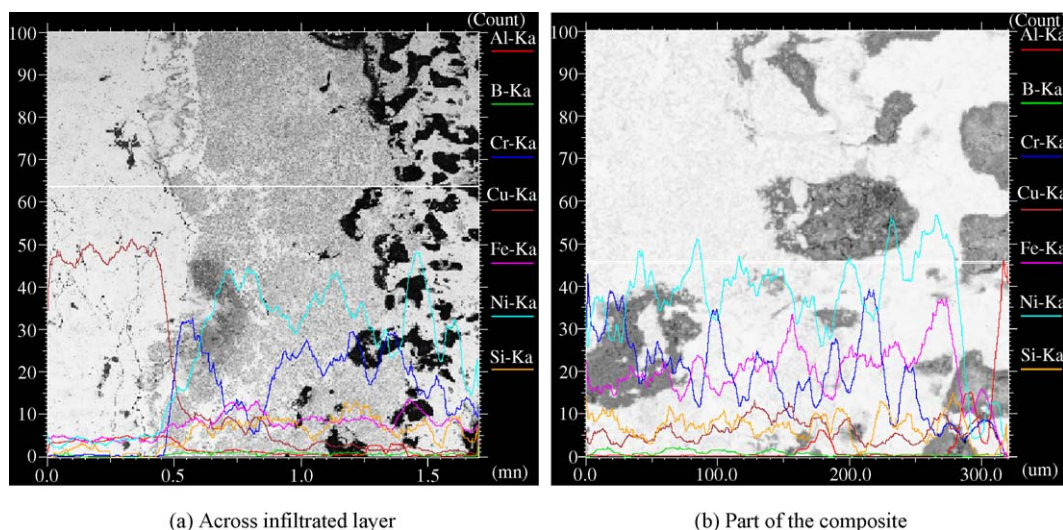 (Count)
100
90
80
70
60
50
40
30
20
10
0
0.0
0.5
1.0
1.5
(mn)
Al-Ka
B-Ka
Cr-Ka
Cu-Ka
Fe-Ka
Ni-Ka
Si-Ka
(a) Across infiltrated layer
(Count
100
90
80
70
60
50
40
30
20
10
0
0.0
100.0
200.0
300.0
(um)
Al-Ka
B-Ka
Cr-Ka
Cu-Ka
Fe-Ka
Ni-Ka
Si-Ka
(b) Part of the composite